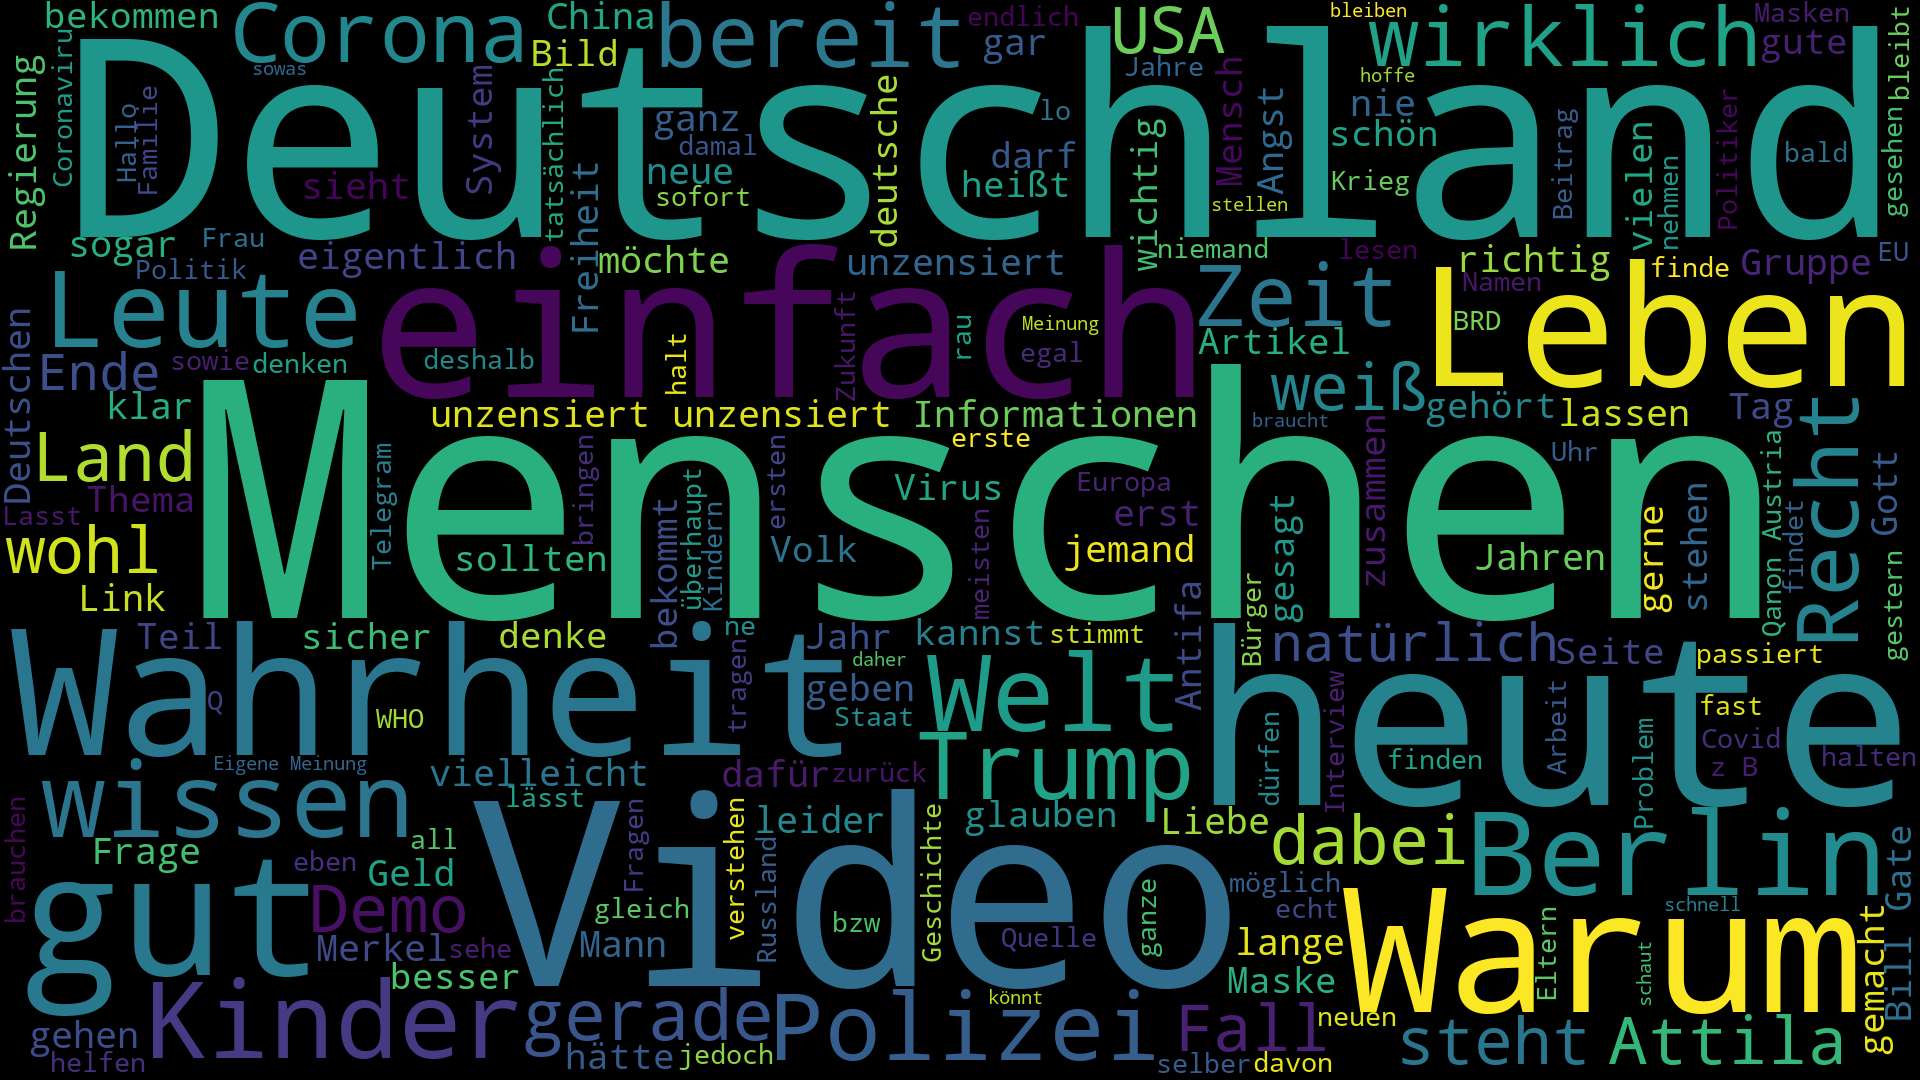 bekommen
Corona
China
bereit
endlich
USA
bleiben
wirklich
Masken
Bild
gar
gute
Regierung
Coronavirus
Deutschland
sowas
Jahre
hoffe
bleibt
Hallo
Familie
System
tatsächlich
ganz
damal
deutsche
lo
darf
wichtig
Mensch
Angst
nie
schön
Beitrag
vielen
Politiker
bald
gesehen
sieht
Freiheit
neue
sofort
heißt
stellen
Krieg
nehmen
sogar
Frau
Politik
eigentlich
möchte
unzensiert
niemand
lesen
richtig
finde
Gruppe
EU
Leute
einfach
Zeit
Namen
Leben
Zukunft
rau
Meinung
egal
Artikel
BRD
Deutschen
Ende
sowie
denken
deshalb
halt
weiß
klar
unzensiert unzensiert
Informationen
braucht
gehört
lassen
Tag
Recht
Land
Menschen
erste
zusammen
Uhr
Thema
Lasst
Telegram
bringen
überhaupt
ersten
Virus
Europa
erst
Qanon Austria
Gott
wohl
sollten
bekommt
Kindern
Volk
meisten
jemand
gesagt
Jahren
gerne
stehen
findet
Link
gestern
Wahrheit
Teil
sicher
denke
ne
Jahr
kannst
stimmt
Antifa
Bürger
natürlich
Seite
passiert
Q
WHO
tragen
daher
geben
Staat
Welt
heute
Interview
Arbeit
fast
Covid
z B
halten
Eigene Meinung
wissen
vielleicht
dafür
zurück
Trump
dürfen
finden
Problem
lässt
brauchen
Frage
all
eben
Geld
Fragen
verstehen
leider
Russland
Geschichte
glauben
Liebe
dabei
Berlin
Bill Gate
gut
Demo
Video
gleich
bzw
ganze
möglich
echt
Warum
schnell
Merkel
sehe
Mann
Quelle
lange
Eltern
schaut
gemacht
besser
Kinder
gerade
könnt
Polizei
Maske
Fall
neuen
steht
Attila
gehen
helfen
hätte
jedoch
selber
davon